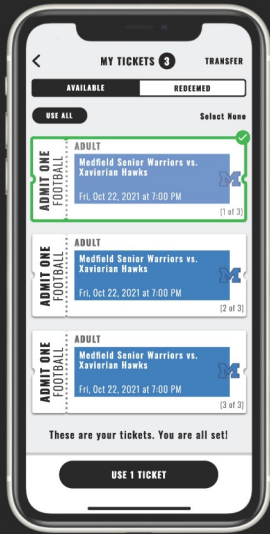 MY TICKETS 3
TRANSFER
AVAILABLE
REDEEMED
USE ALL
Select None
ADMIT ONE
FOOTBALL
ADULT
Medfield Senior Warriors vs.
Xavierian Hawks
Fri, Oct 22, 2021 at 7:00 PM
M
(1 of 3)
ADMIT ONE
FOOTBALL
ADULT
Medfield Senior Warriors vs.
Xavierian Hawks
Fri, Oct 22, 2021 at 7:00 PM
M
(2 of 3)
ADMIT ONE
FOOTBALL
ADULT
Medfield Senior Warriors vs.
Xavierian Hawks
Fri, Oct 22, 2021 at 7:00 PM
M
(3 of 3)
These are your tickets. You are all set!
USE 1 TICKET